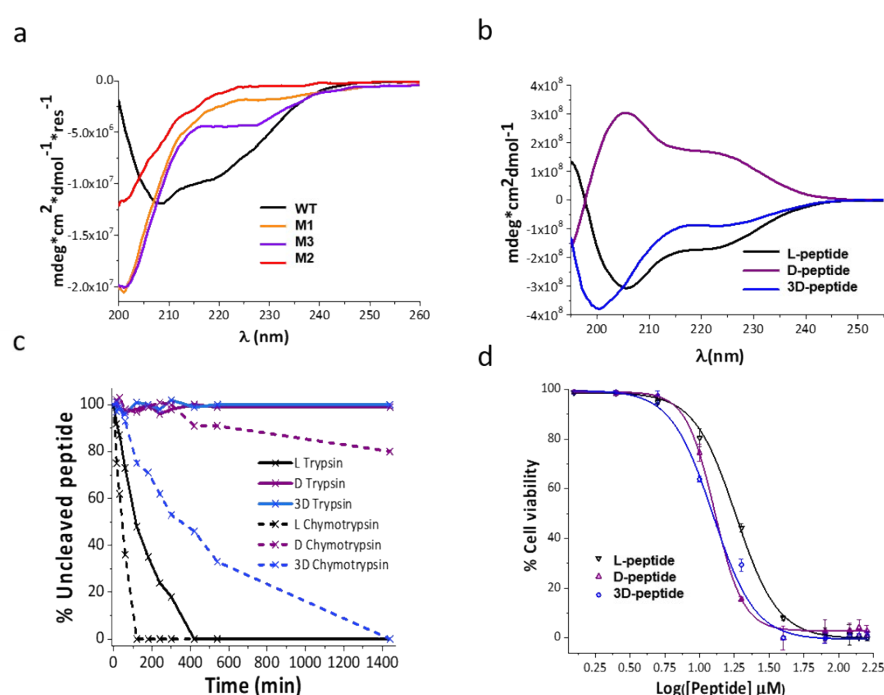 a
0.0
-5.0x10⁶
-1.0x10⁷
-1.5x10⁷
-2.0x10⁷
mdeg*cm²*dmol⁻¹*res⁻¹
WT
M1
M3
M2
200 210 220 230 240 250 260
λ (nm)
b
4x10⁸
3x10⁸
2x10⁸
1x10⁸
0
-1x10⁸
-2x10⁸
-3x10⁸
-4x10⁸
mdeg*cm²dmol⁻¹
L-peptide
D-peptide
3D-peptide
200 210 220 230 240 250
λ(nm)
c
100
80
60
40
20
0
% Uncleaved peptide
L Trypsin
D Trypsin
3D Trypsin
L Chymotrypsin
D Chymotrypsin
3D Chymotrypsin
0 200 400 600 800 1000 1200 1400
Time (min)
d
100
80
60
40
20
0
% Cell viability
L-peptide
D-peptide
3D-peptide
0.25 0.50 0.75 1.00 1.25 1.50 1.75 2.00 2.25
Log[Peptide] μM